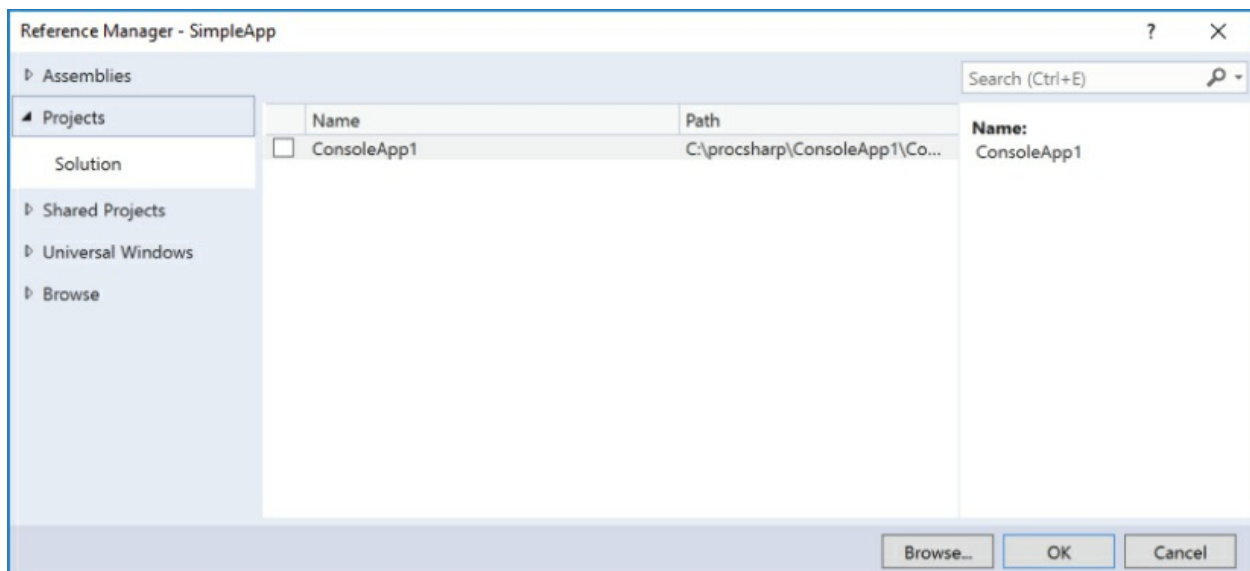 Reference Manager - SimpleApp
?
Assemblies
Search (Ctrl+E)
Projects
Name Path
Name:
ConsoleApp1 C:\procsharp\ConsoleApp1\Co...
ConsoleApp1
Solution
Shared Projects
Universal Windows
Browse
Browse... OK Cancel